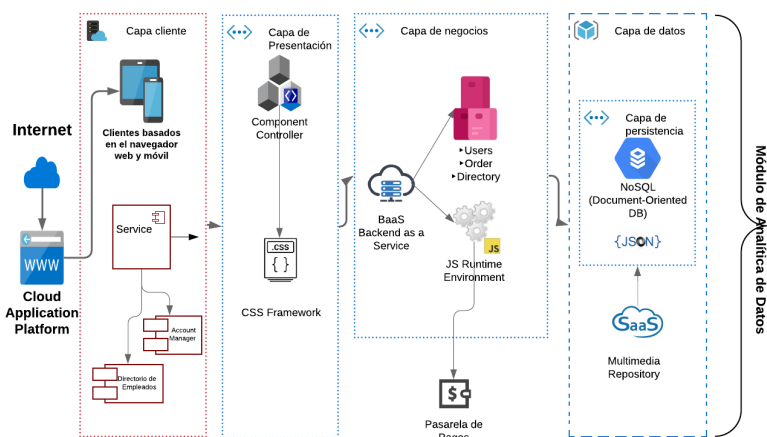 Internet
WWW
Cloud
Application
Platform
Capa cliente
Clientes basados
en el navegador
web y móvil
Service
Account
Manager
Directorio de
Empleados
Capa de
Presentación
Component
Controller
.CSS
{ }
CSS Framework
Capa de negocios
‣Users
‣Order
‣Directory
BaaS
Backend as a
Service
JS
JS Runtime
Environment
$
Pasarela de
Pagos
Capa de datos
Capa de
persistencia
NoSQL
(Document-Oriented
DB)
{JSON}
SaaS
Multimedia
Repository
Módulo de Analítica de Datos